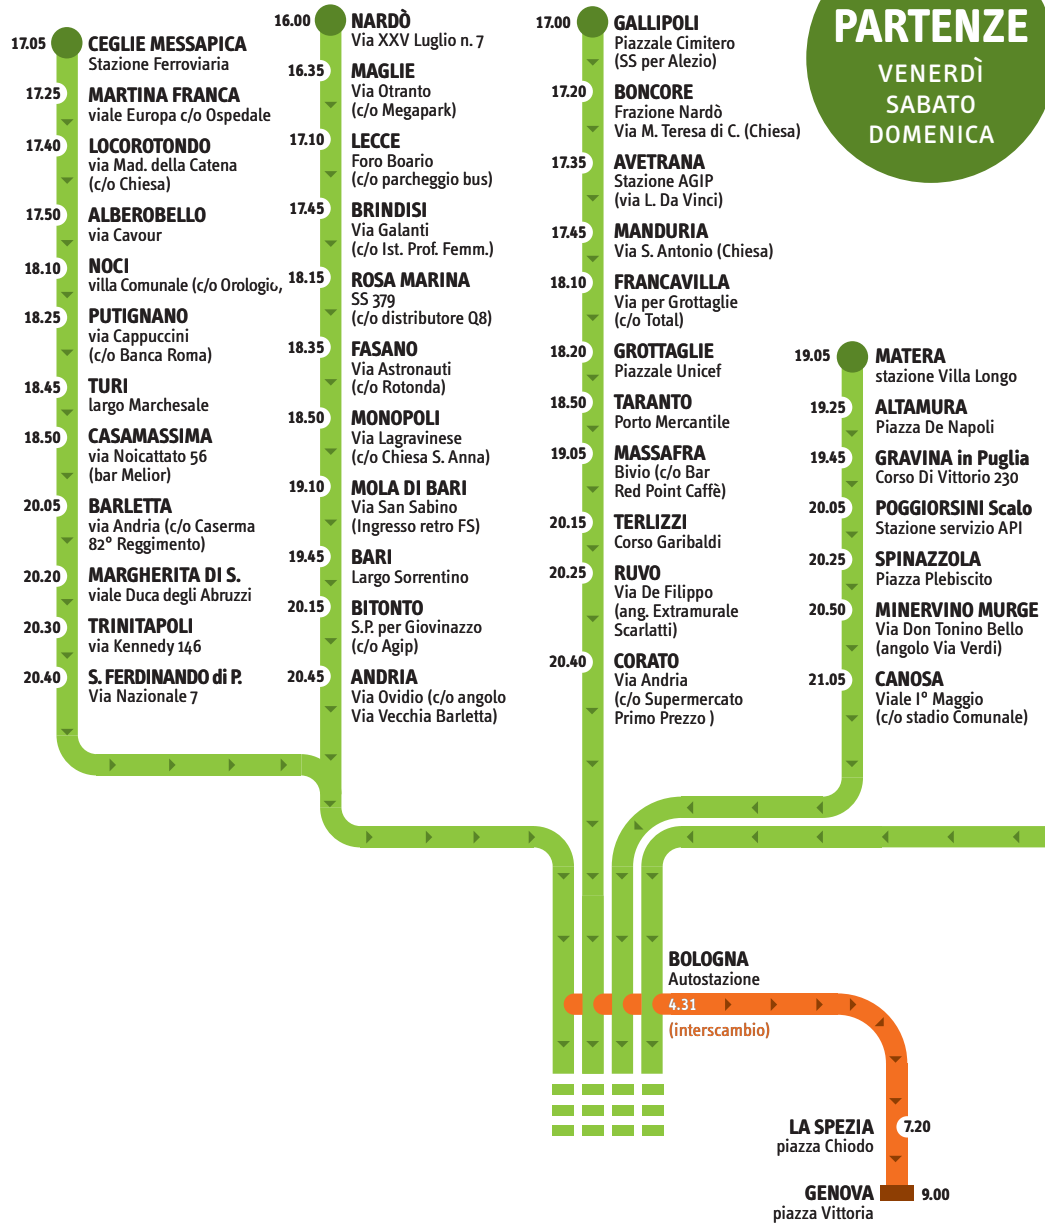 PARTENZE
VENERDÌ
SABATO
DOMENICA
17.05
CEGLIE MESSAPICA
Stazione Ferroviaria
17.25
MARTINA FRANCA
viale Europa c/o Ospedale
17.40
LOCOROTONDO
via Mad. della Catena
(c/o Chiesa)
17.50
ALBEROBELLO
via Cavour
18.10
NOCI
villa Comunale (c/o Orologio,
18.25
PUTIGNANO
via Cappuccini
(c/o Banca Roma)
18.45
TURI
largo Marchesale
18.50
CASAMASSIMA
via Noicattato 56
(bar Melior)
20.05
BARLETTA
via Andria (c/o Caserma
82° Reggimento)
20.20
MARGHERITA DI S.
viale Duca degli Abruzzi
20.30
TRINITAPOLI
via Kennedy 146
20.40
S. FERDINANDO di P.
Via Nazionale 7
16.00
NARDÒ
Via XXV Luglio n. 7
16.35
MAGLIE
Via Otranto
(c/o Megapark)
17.10
LECCE
Foro Boario
(c/o parcheggio bus)
17.45
BRINDISI
Via Galanti
(c/o Ist. Prof. Femm.)
18.15
ROSA MARINA
SS 379
(c/o distributore Q8)
18.35
FASANO
Via Astronauti
(c/o Rotonda)
18.50
MONOPOLI
Via Lagravinese
(c/o Chiesa S. Anna)
19.10
MOLA DI BARI
Via San Sabino
(Ingresso retro FS)
19.45
BARI
Largo Sorrentino
20.15
BITONTO
S.P. per Giovinazzo
(c/o Agip)
20.45
ANDRIA
Via Ovidio (c/o angolo
Via Vecchia Barletta)
17.00
GALLIPOLI
Piazzale Cimitero
(SS per Alezio)
17.20
BONCORE
Frazione Nardò
Via M. Teresa di C. (Chiesa)
17.35
AVETRANA
Stazione AGIP
(via L. Da Vinci)
17.45
MANDURIA
Via S. Antonio (Chiesa)
18.10
FRANCAVILLA
Via per Grottaglie
(c/o Total)
18.20
GROTTAGLIE
Piazzale Unicef
18.50
TARANTO
Porto Mercantile
19.05
MASSAFRA
Bivio (c/o Bar
Red Point Caffè)
20.15
TERLIZZI
Corso Garibaldi
20.25
RUVO
Via De Filippo
(ang. Extramurale
Scarlatti)
20.40
CORATO
Via Andria
(c/o Supermercato
Primo Prezzo )
19.05
MATERA
stazione Villa Longo
19.25
ALTAMURA
Piazza De Napoli
19.45
GRAVINA in Puglia
Corso Di Vittorio 230
20.05
POGGIORSINI Scalo
Stazione servizio API
20.25
SPINAZZOLA
Piazza Plebiscito
20.50
MINERVINO MURGE
Via Don Tonino Bello
(angolo Via Verdi)
21.05
CANOSA
Viale I° Maggio
(c/o stadio Comunale)
BOLOGNA
Autostazione
4.31
(interscambio)
LA SPEZIA
piazza Chiodo
7.20
GENOVA
piazza Vittoria
9.00